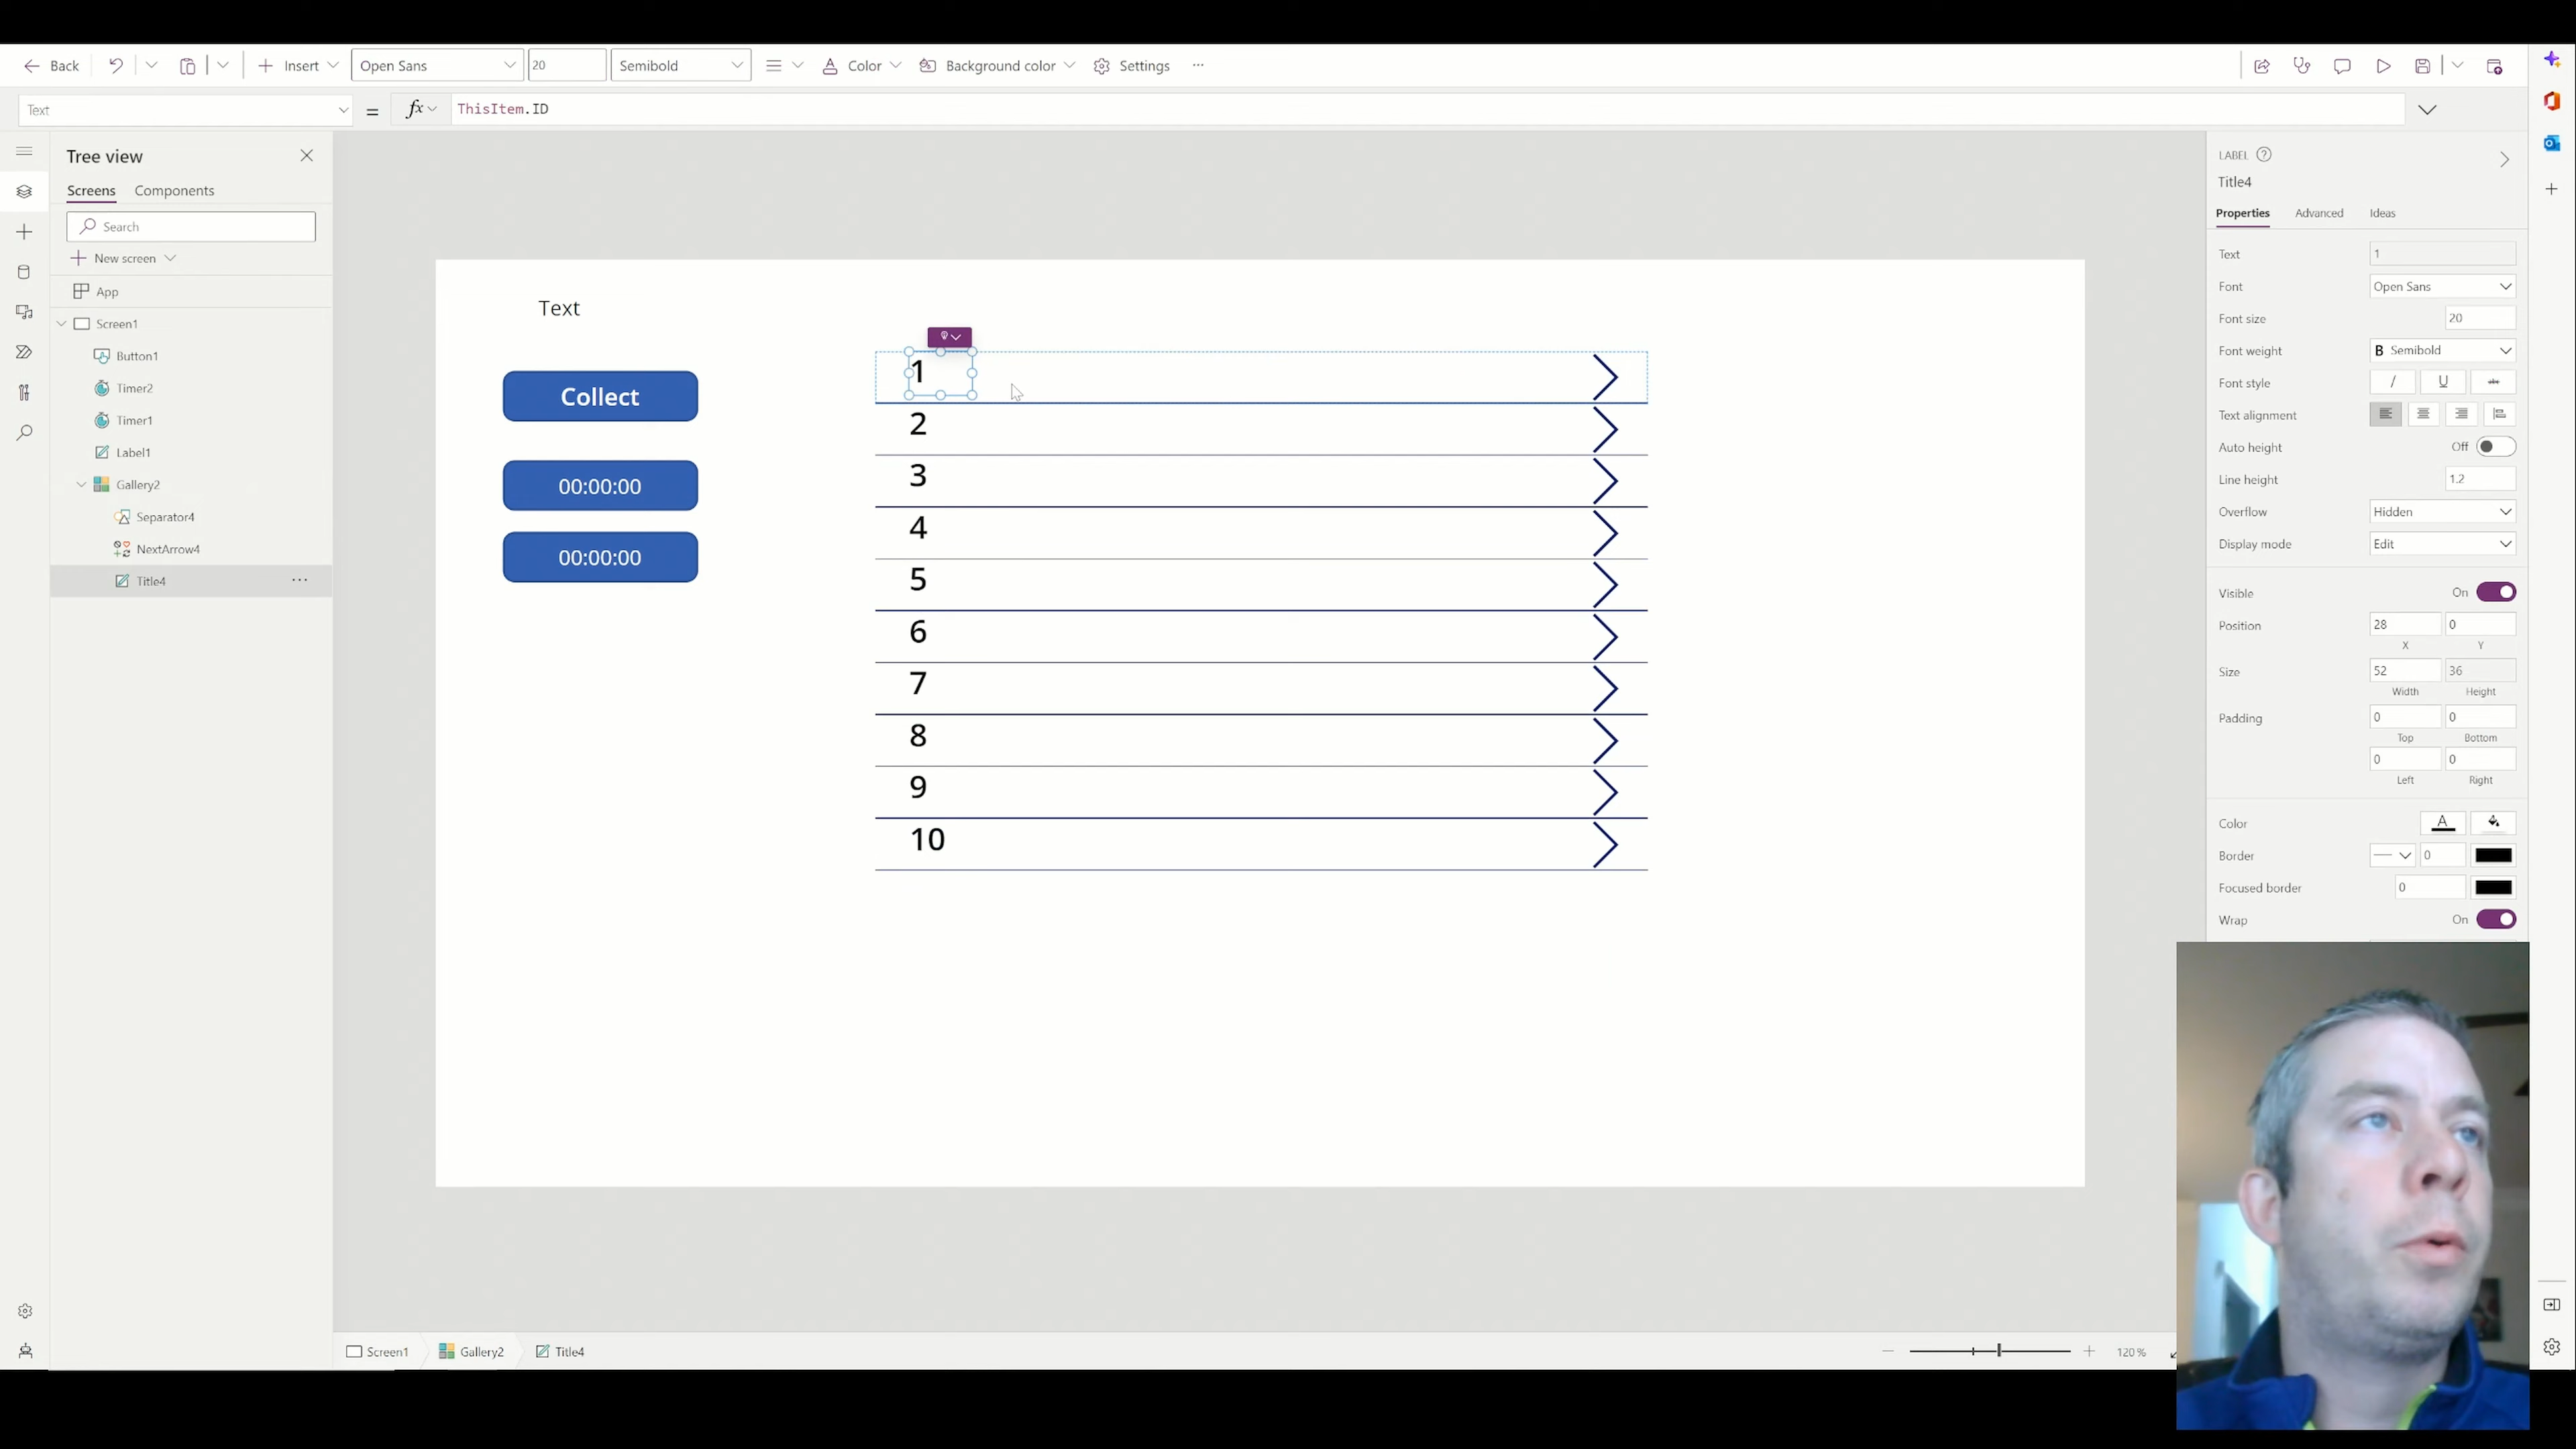 Back
Insert
Open Sans
20
Semibold
Color
Background color
Settings
Text
=
fx
ThisItem.ID
Tree view
Screens
Components
Search
New screen
App
Screen1
Button1
Timer2
Timer1
Label1
Gallery2
Separator4
NextArrow4
Title4
Text
Collect
00:00:00
00:00:00
1
2
3
4
5
6
7
8
9
10
LABEL
Title4
Properties
Advanced
Ideas
Text 1
Font Open Sans
Font size 20
Font weight B Semibold
Font style / U abc
Text alignment
Auto height Off
Line height 1.2
Overflow Hidden
Display mode Edit
Visible On
Position 28 0
X Y
Size 52 36
Width Height
Padding 0 0
Top Bottom
0 0
Left Right
Color A
Border 0
Focused border 0
Wrap On
Screen1
Gallery2
Title4
120 %